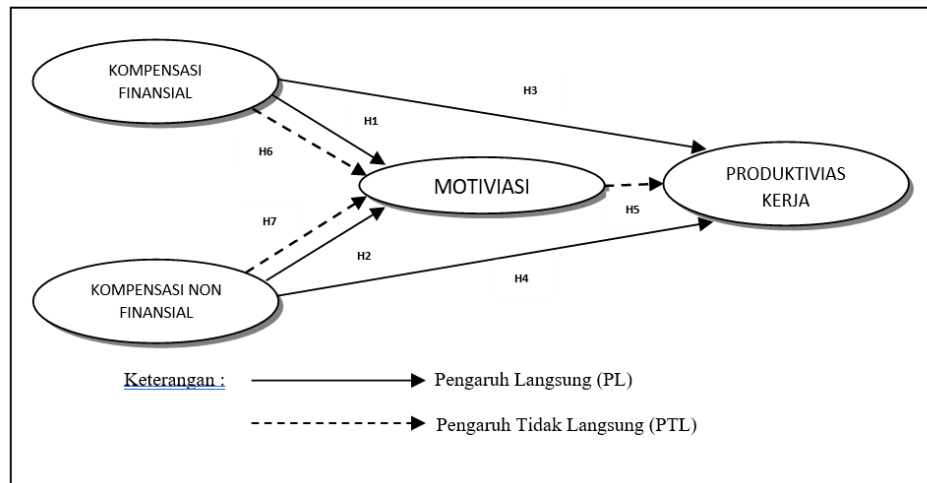 KOMPENSASI
FINANSIAL
H3
H1
H6
MOTIVIASI
PRODUKTIVIAS
KERJA
H7
H5
H2
KOMPENSASI NON
FINANSIAL
H4
Keterangan :
Pengaruh Langsung (PL)
Pengaruh Tidak Langsung (PTL)